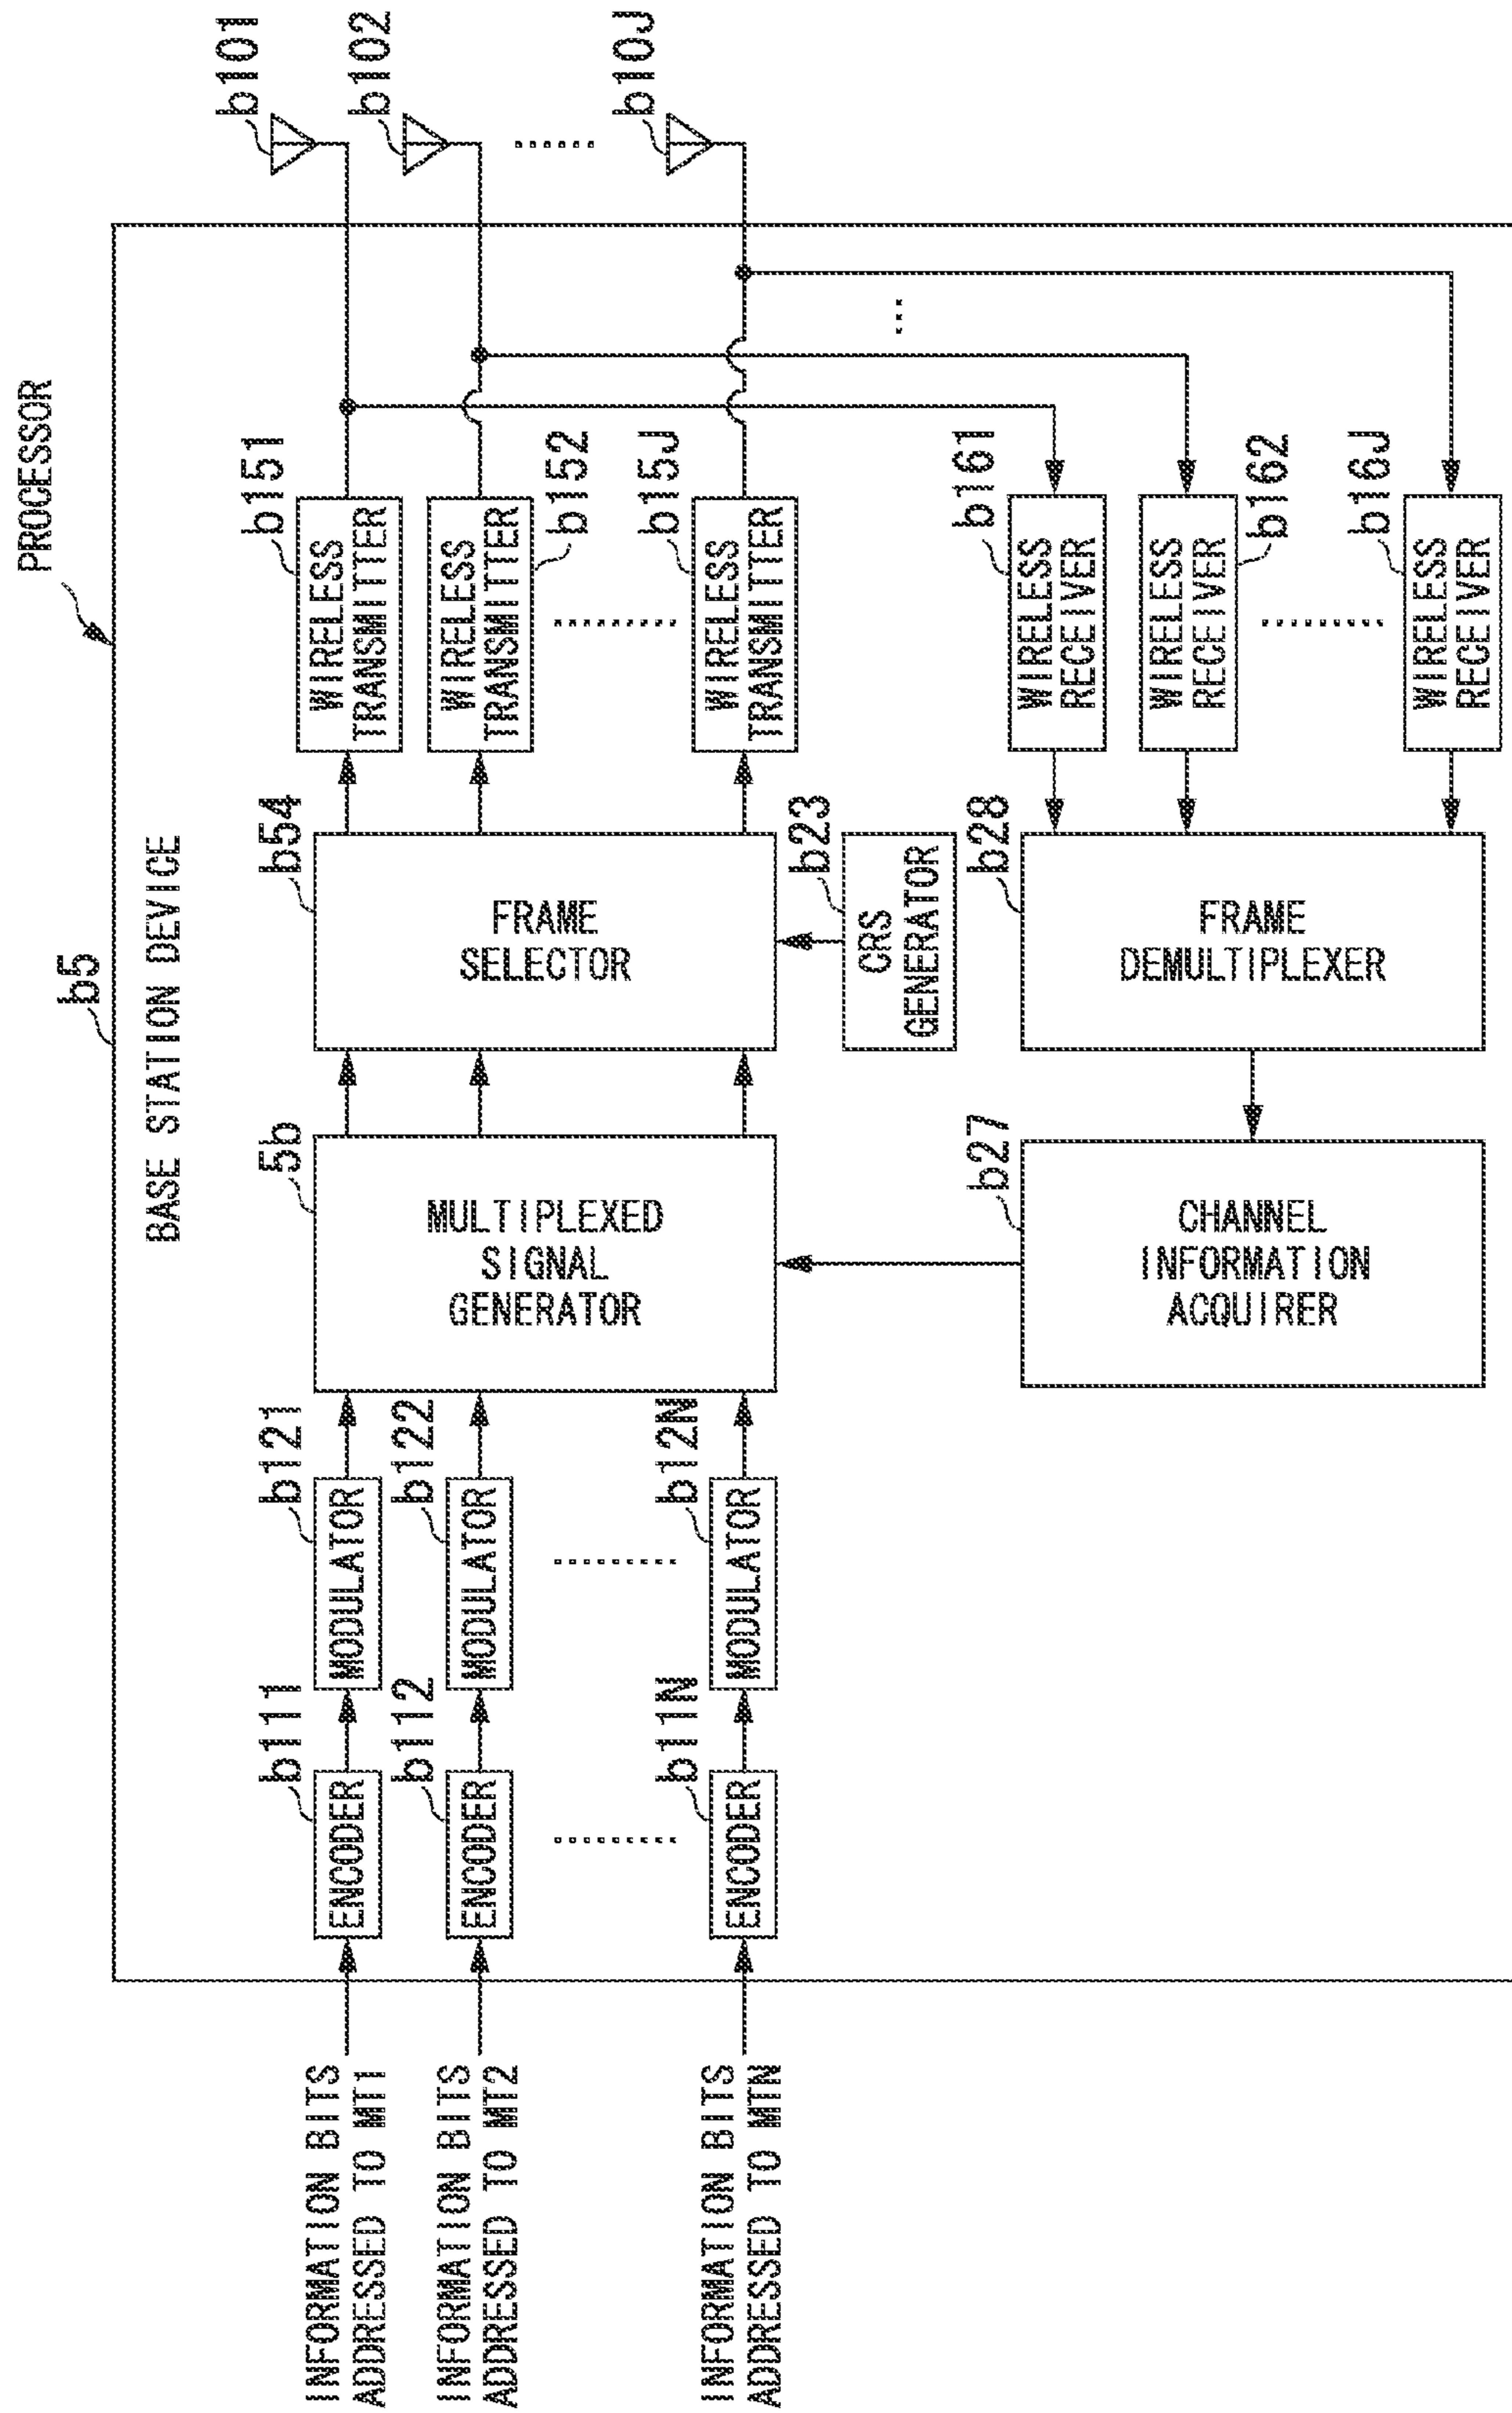 PROCESSOR
b5
BASE STATION DEVICE
INFORMATION BITS
ADDRESSED TO MT1
b111
ENCODER
b121
MODULATOR
INFORMATION BITS
ADDRESSED TO MT2
b112
ENCODER
b122
MODULATOR
INFORMATION BITS
ADDRESSED TO MTN
b11N
ENCODER
b12N
MODULATOR
5b
MULTIPLEXED
SIGNAL
GENERATOR
b54
FRAME
SELECTOR
b151
WIRELESS
TRANSMITTER
b152
WIRELESS
TRANSMITTER
b15J
WIRELESS
TRANSMITTER
b101
b102
b10J
b23
CRS
GENERATOR
b27
CHANNEL
INFORMATION
ACQUIRER
b28
FRAME
DEMULTIPLEXER
b161
WIRELESS
RECEIVER
b162
WIRELESS
RECEIVER
b16J
WIRELESS
RECEIVER